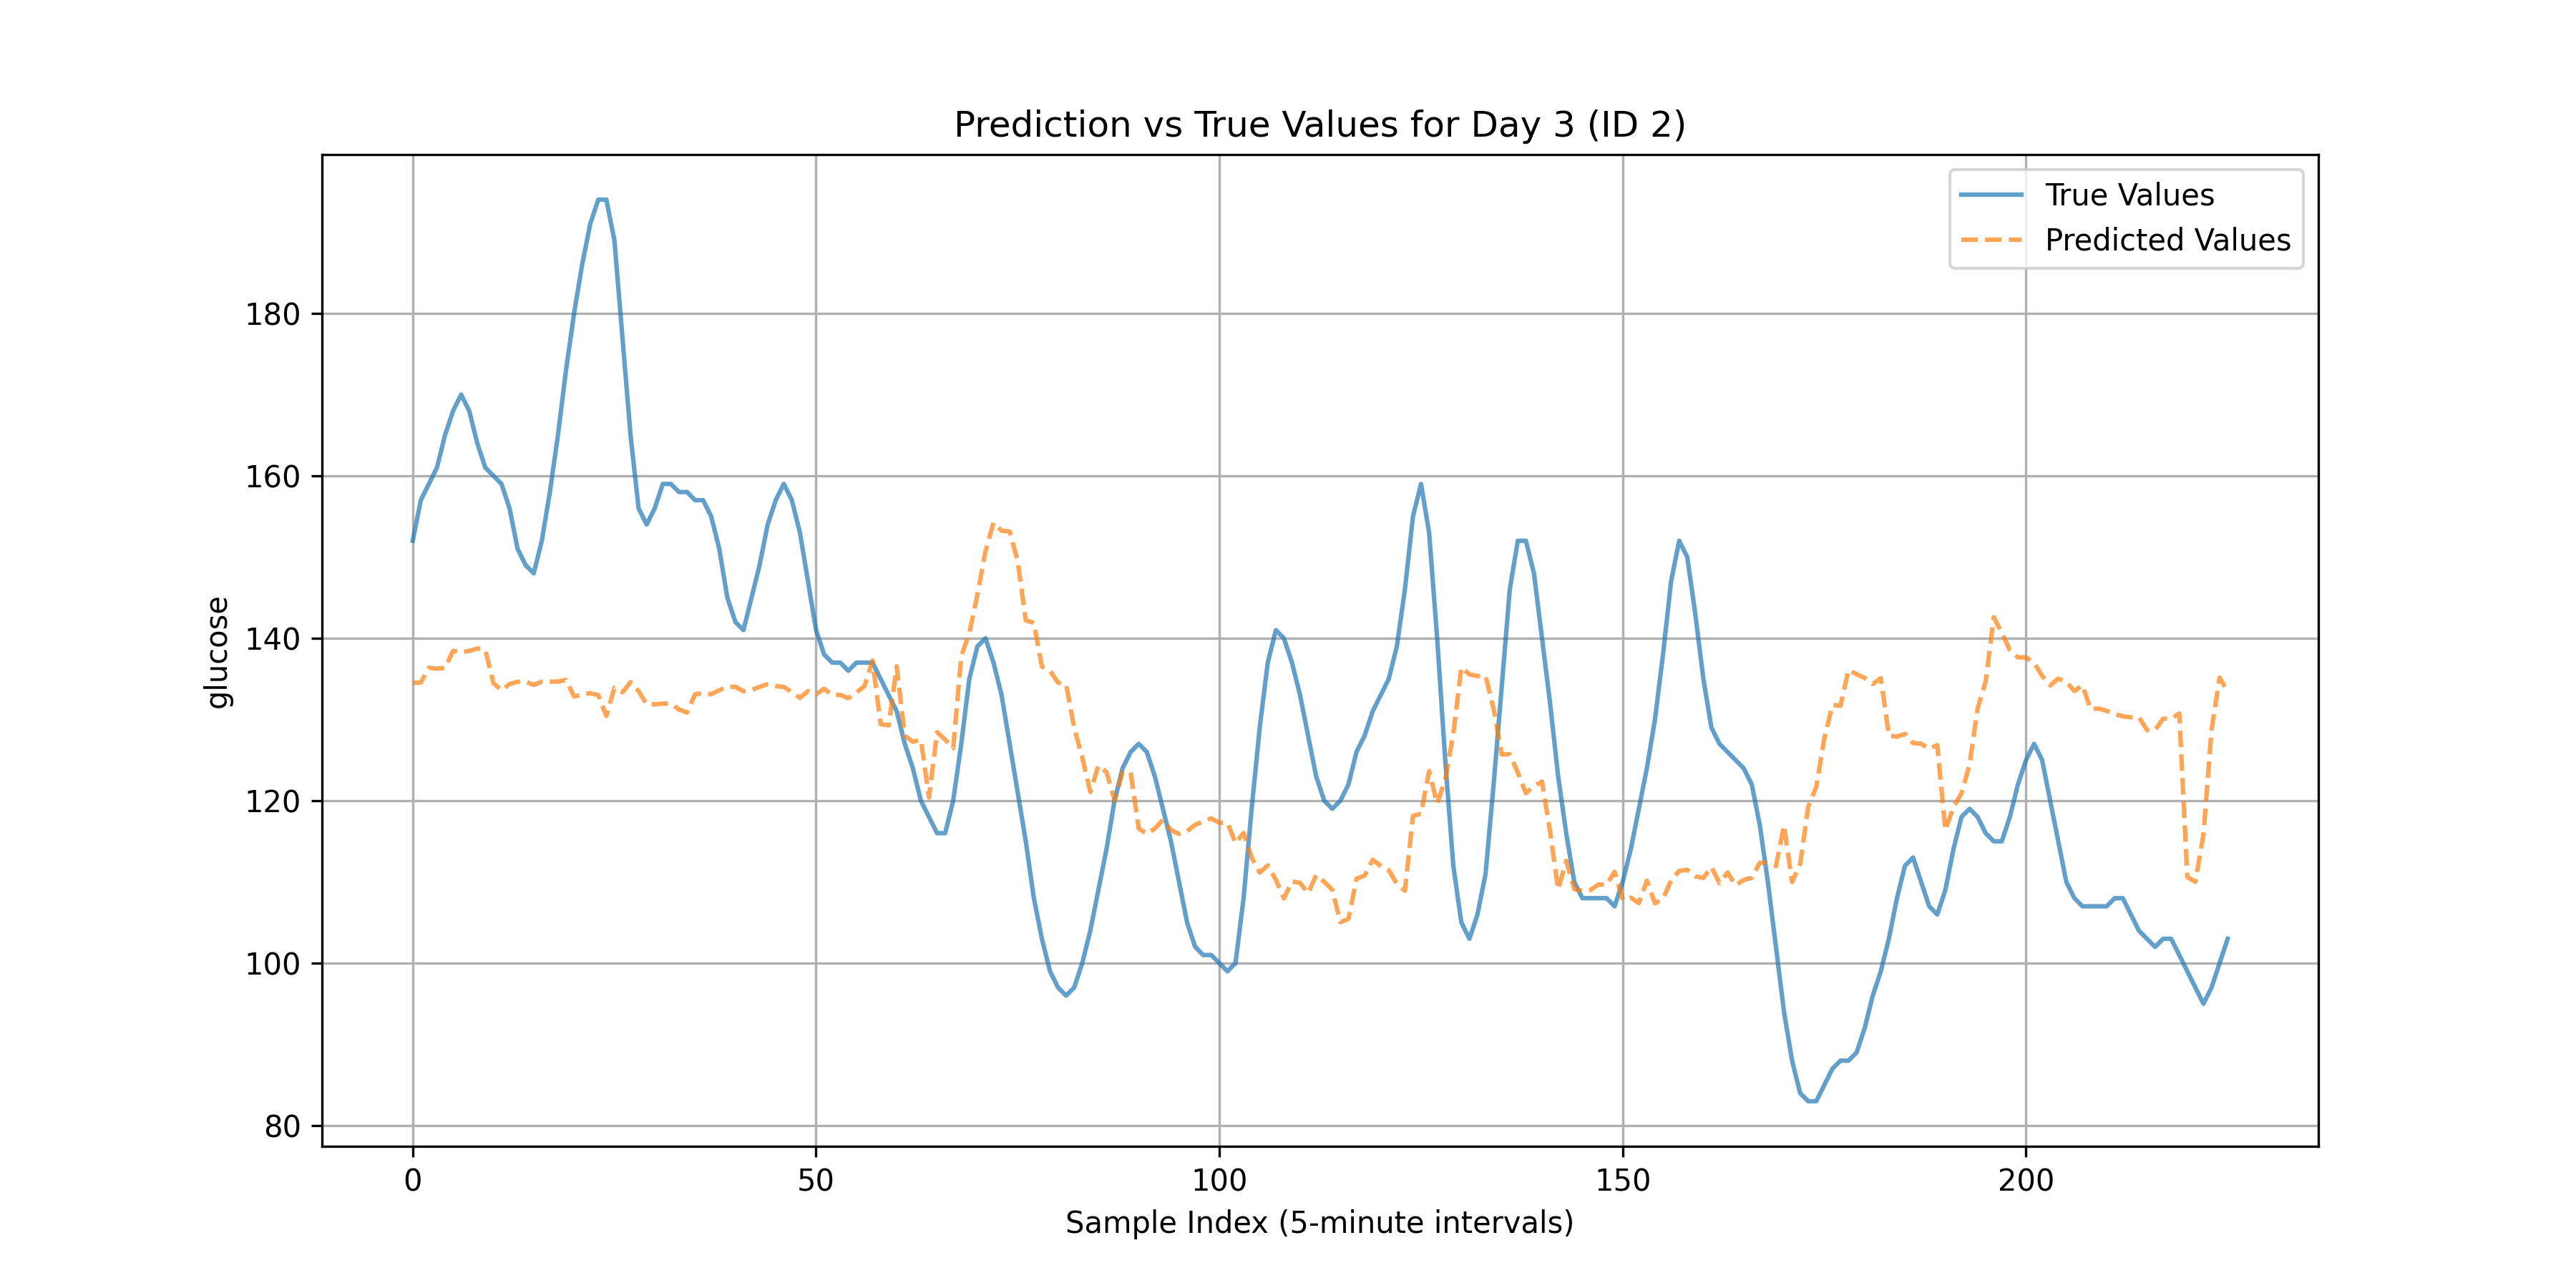 Prediction vs True Values for Day 3 (ID 2)
True Values
Predicted Values
glucose
180
160
140
120
100
80
0 50 100 150 200
Sample Index (5-minute intervals)